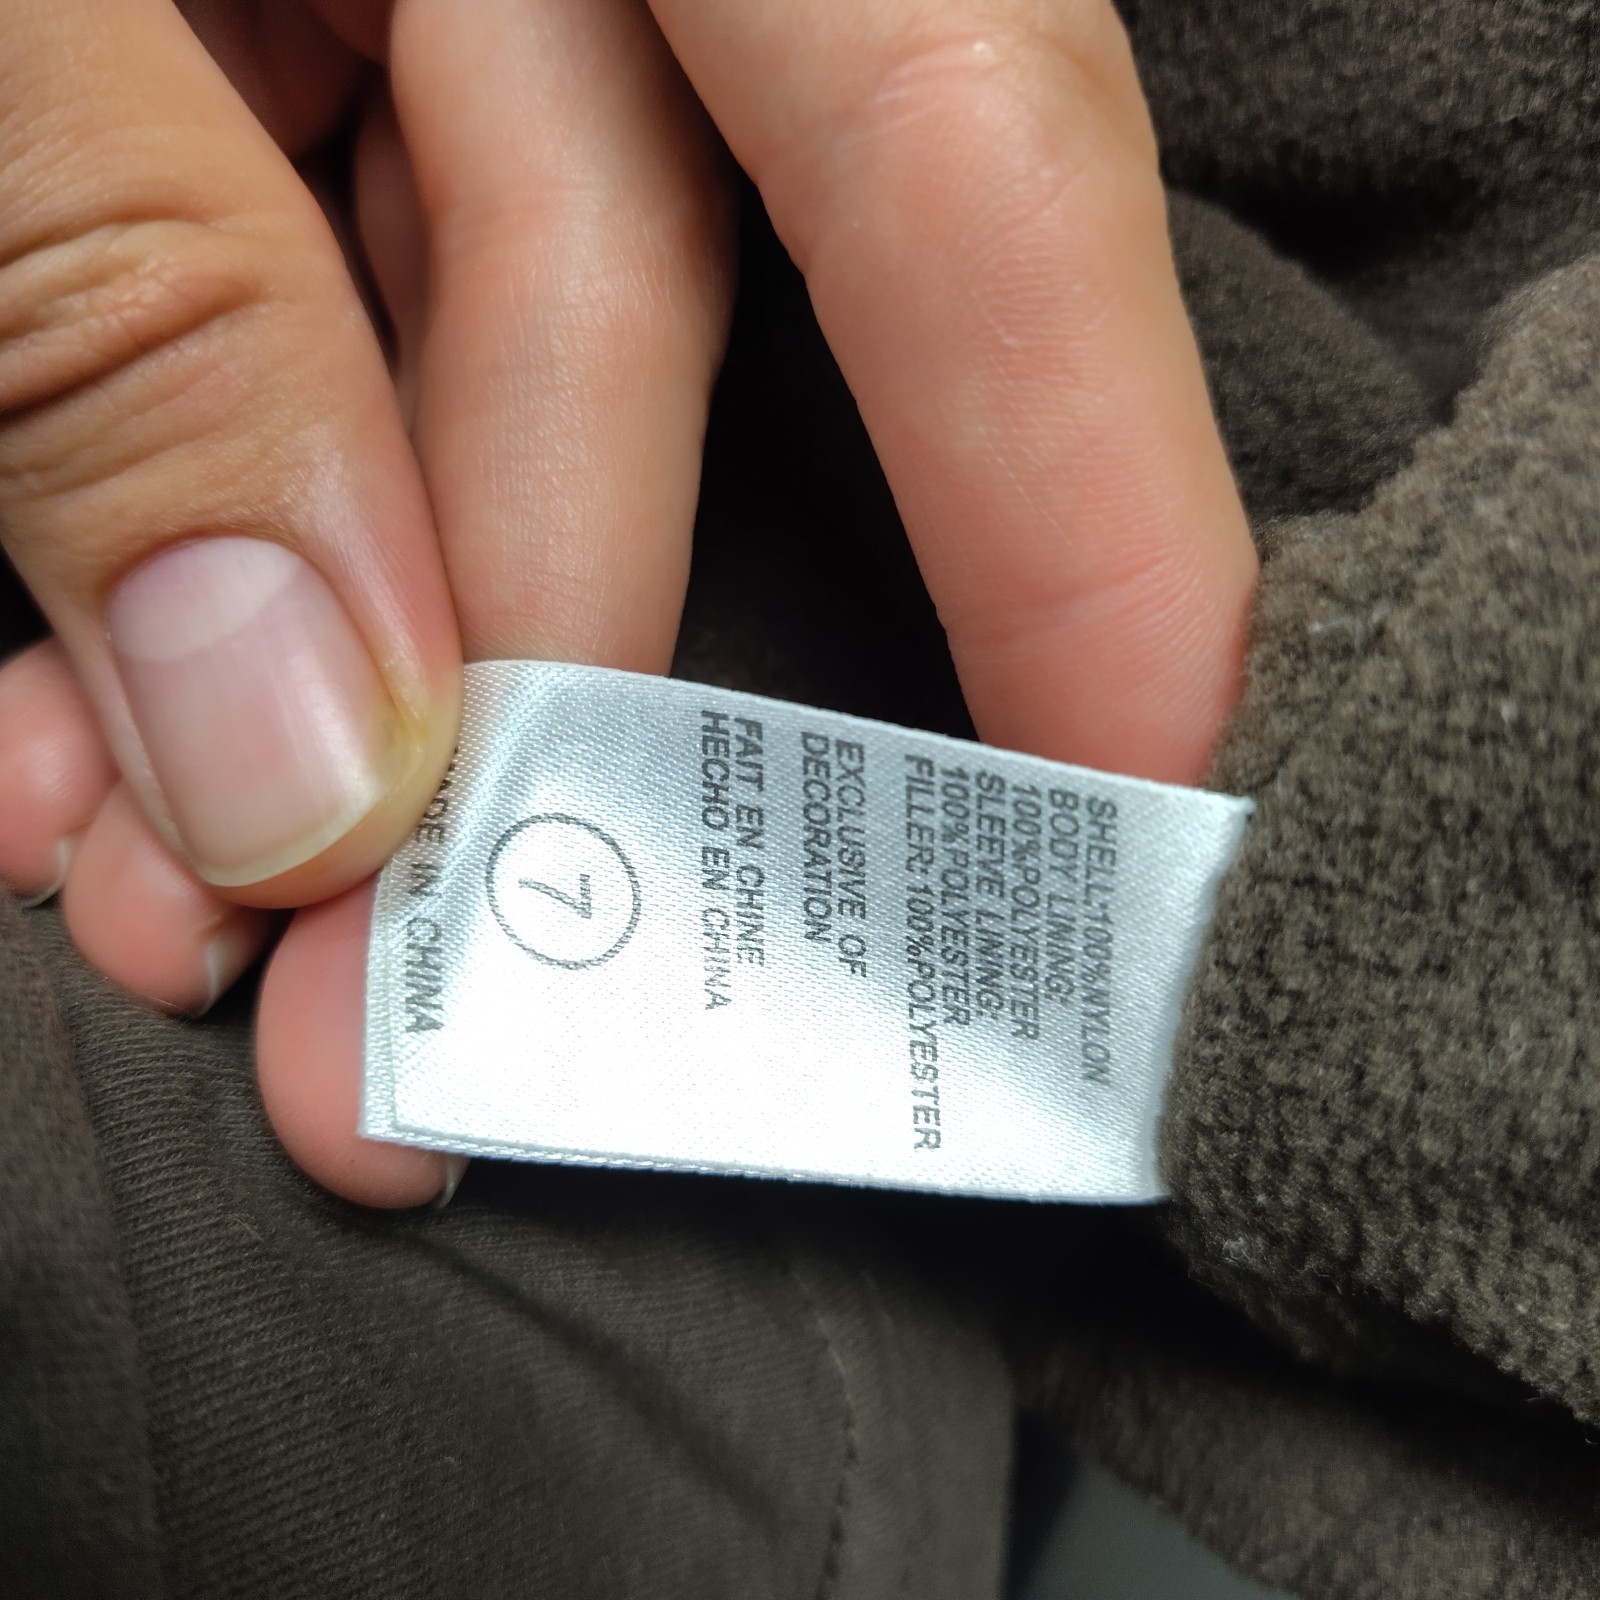 SHELL:100%NYLON
BODY LINING:
100%POLYESTER
SLEEVE LINING:
100%POLYESTER
FILLER:100%POLYESTER
EXCLUSIVE OF
DECORATION
FAIT EN CHINE
HECHO EN CHINA
7
MADE IN CHINA